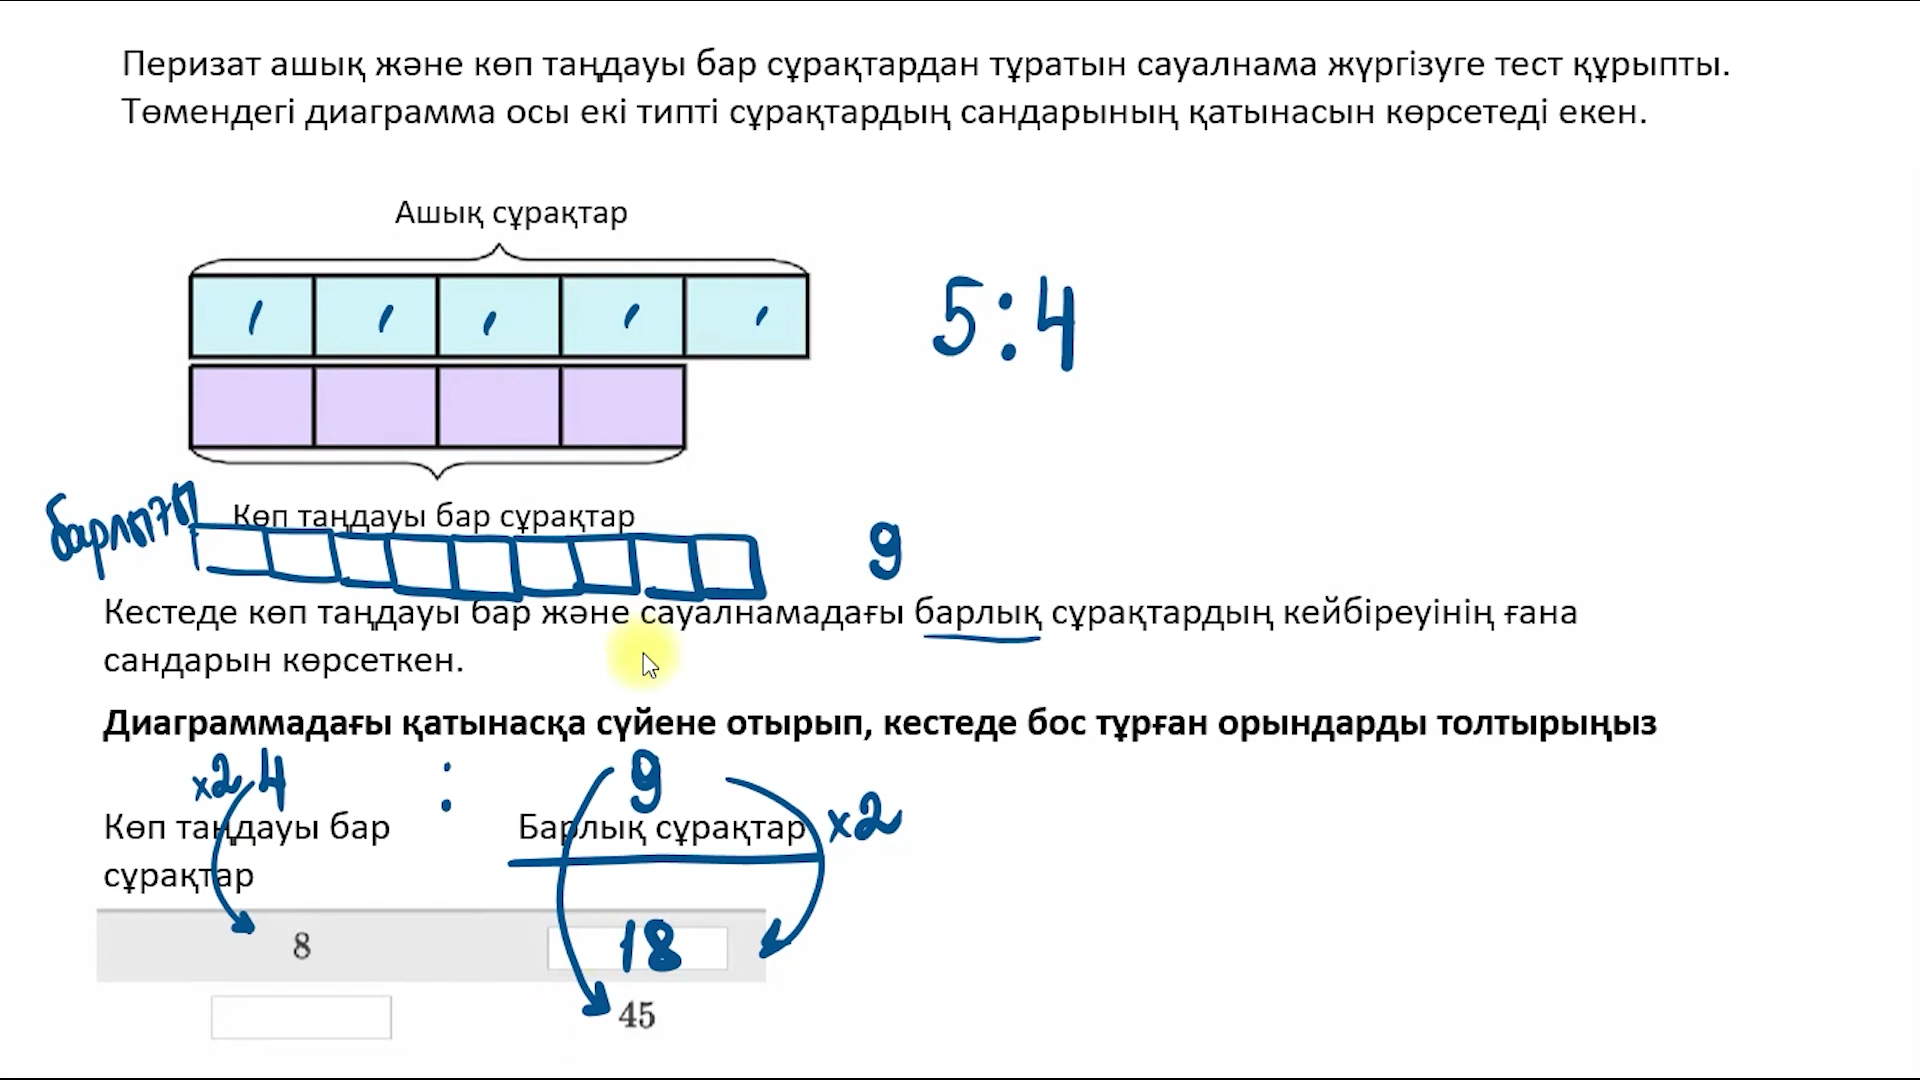 Перизат ашық және көп таңдауы бар сұрақтардан тұратын сауалнама жүргізуге тест құрыпты.
Төмендегі диаграмма осы екі типті сұрақтардың сандарының қатынасын көрсетеді екен.
Ашық сұрақтар
5:4
Көп таңдауы бар сұрақтар
барлығы
9
Кестеде көп таңдауы бар және сауалнамадағы барлық сұрақтардың кейбіреуінің ғана
сандарын көрсеткен.
Диаграммадағы қатынасқа сүйене отырып, кестеде бос тұрған орындарды толтырыңыз
x2 4 : 9
Көп таңдауы бар Барлық сұрақтар x2
сұрақтар
8 18
45